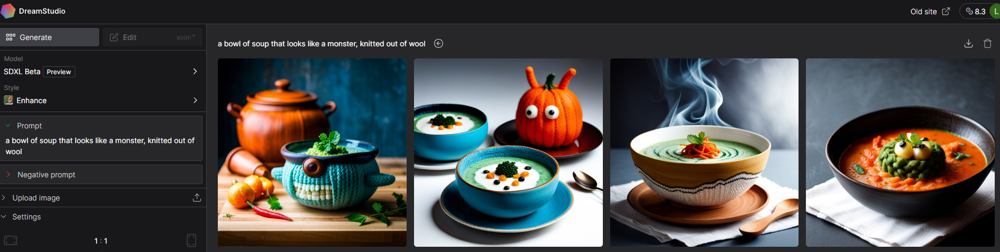 DreamStudio
Old site
8.3
L
Generate
Edit
soon™
Model
SDXL Beta Preview
Style
Enhance
Prompt
a bowl of soup that looks like a monster, knitted out of
wool
Negative prompt
Upload image
Settings
1 : 1
a bowl of soup that looks like a monster, knitted out of wool